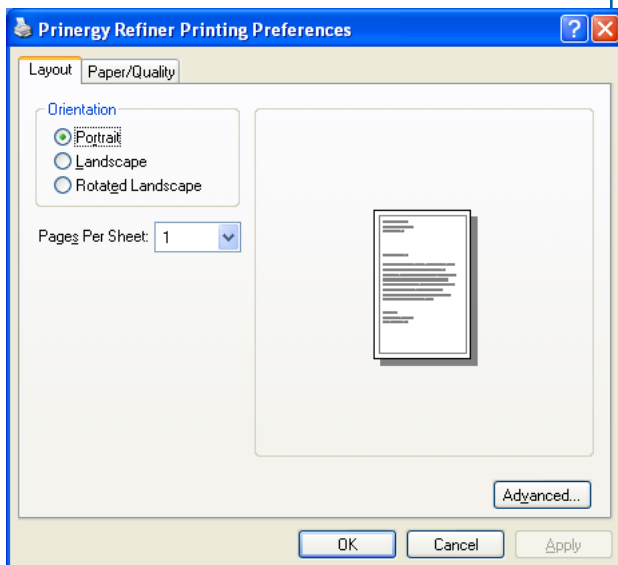 Prinergy Refiner Printing Preferences
Layout Paper/Quality
Orientation
Portrait
Landscape
Rotated Landscape
Pages Per Sheet: 1
Advanced...
OK Cancel Apply